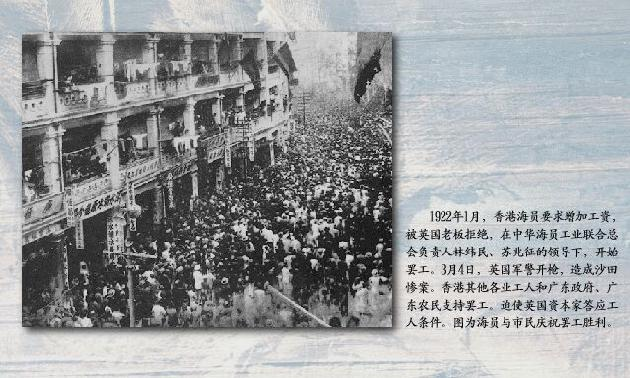 1922年1月，香港海员要求增加工资，
被英国老板拒绝，在中华海员工业联合总
会负责人林纬民、苏兆征的领导下，开始
罢工。3月4日，英国军警开枪，造成沙田
惨案。香港其他各业工人和广东政府、广
东农民支持罢工，迫使英国资本家答应工
人条件。图为海员与市民庆祝罢工胜利。